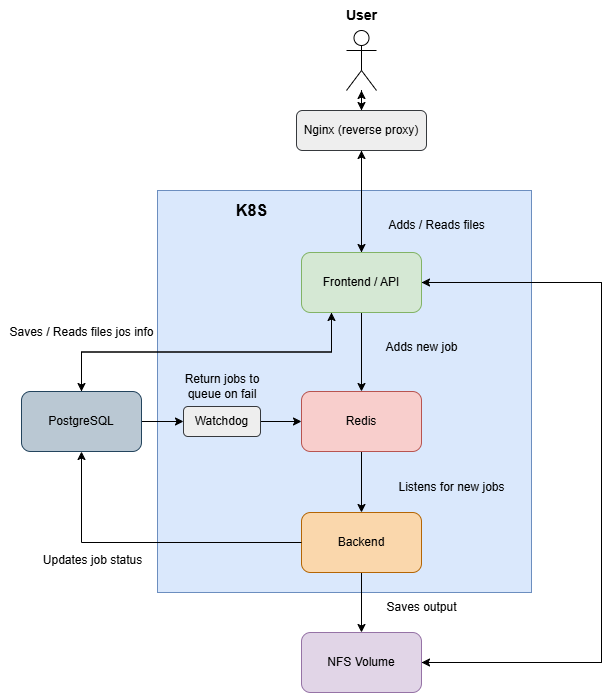 User
Nginx (reverse proxy)
K8S
Adds / Reads files
Frontend / API
Saves / Reads files jos info
Adds new job
Return jobs to
queue on fail
PostgreSQL
Watchdog
Redis
Listens for new jobs
Backend
Updates job status
Saves output
NFS Volume